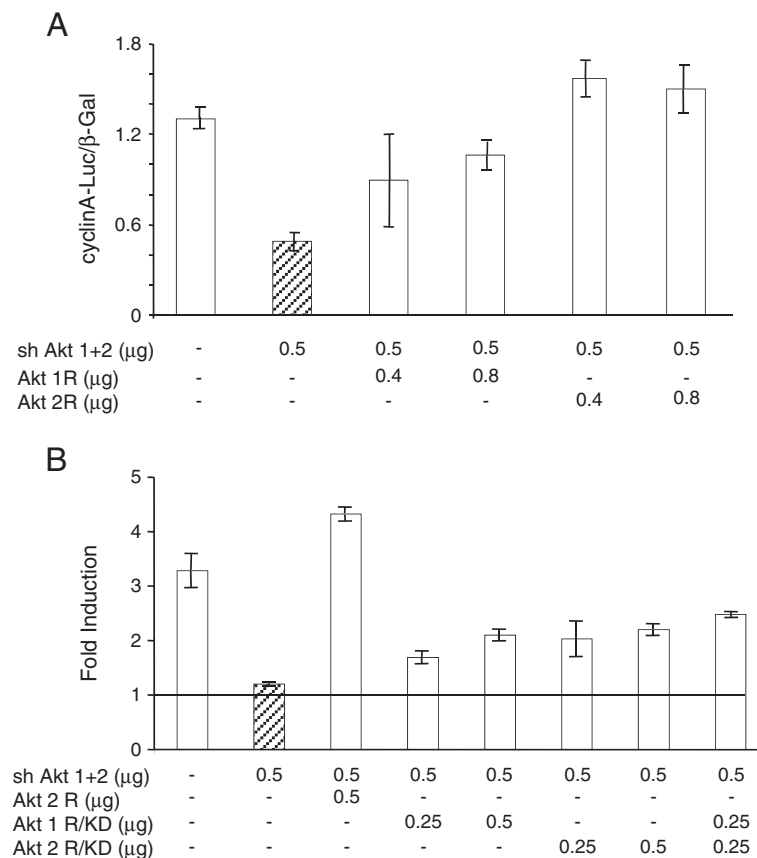 A
cyclinA-Luc/β-Gal
1.8
1.2
0.6
0
sh Akt 1+2 (μg) - 0.5 0.5 0.5 0.5 0.5
Akt 1R (μg) - - 0.4 0.8 - -
Akt 2R (μg) - - - - 0.4 0.8
B
Fold Induction
5
4
3
2
1
0
sh Akt 1+2 (μg) - 0.5 0.5 0.5 0.5 0.5 0.5 0.5
Akt 2 R (μg) - - 0.5 - - - - -
Akt 1 R/KD (μg) - - - 0.25 0.5 - - 0.25
Akt 2 R/KD (μg) - - - - - 0.25 0.5 0.25